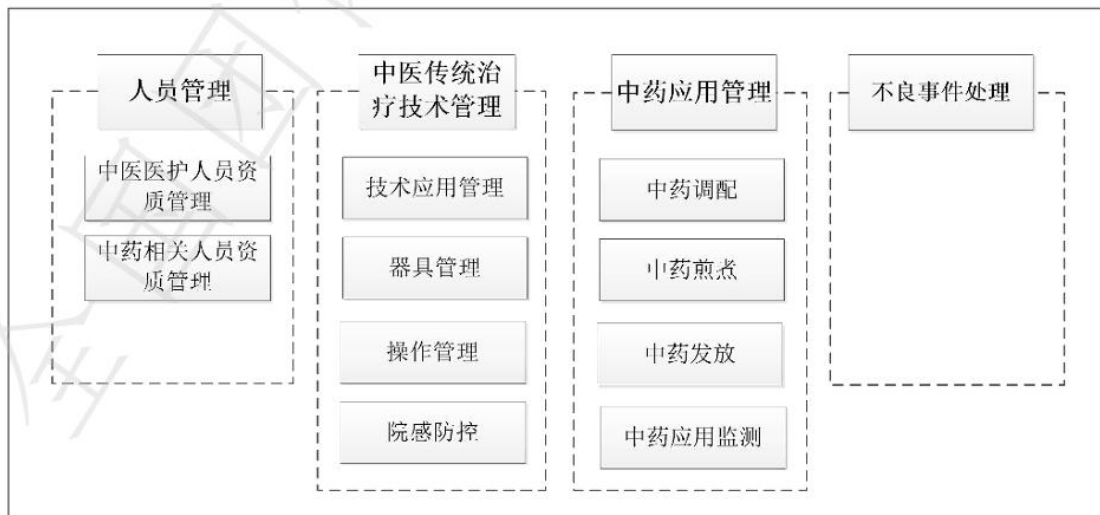 人员管理
中医医护人员资
质管理
中药相关人员资
质管理
中医传统治
疗技术管理
技术应用管理
器具管理
操作管理
院感防控
中药应用管理
中药调配
中药煎煮
中药发放
中药应用监测
不良事件处理